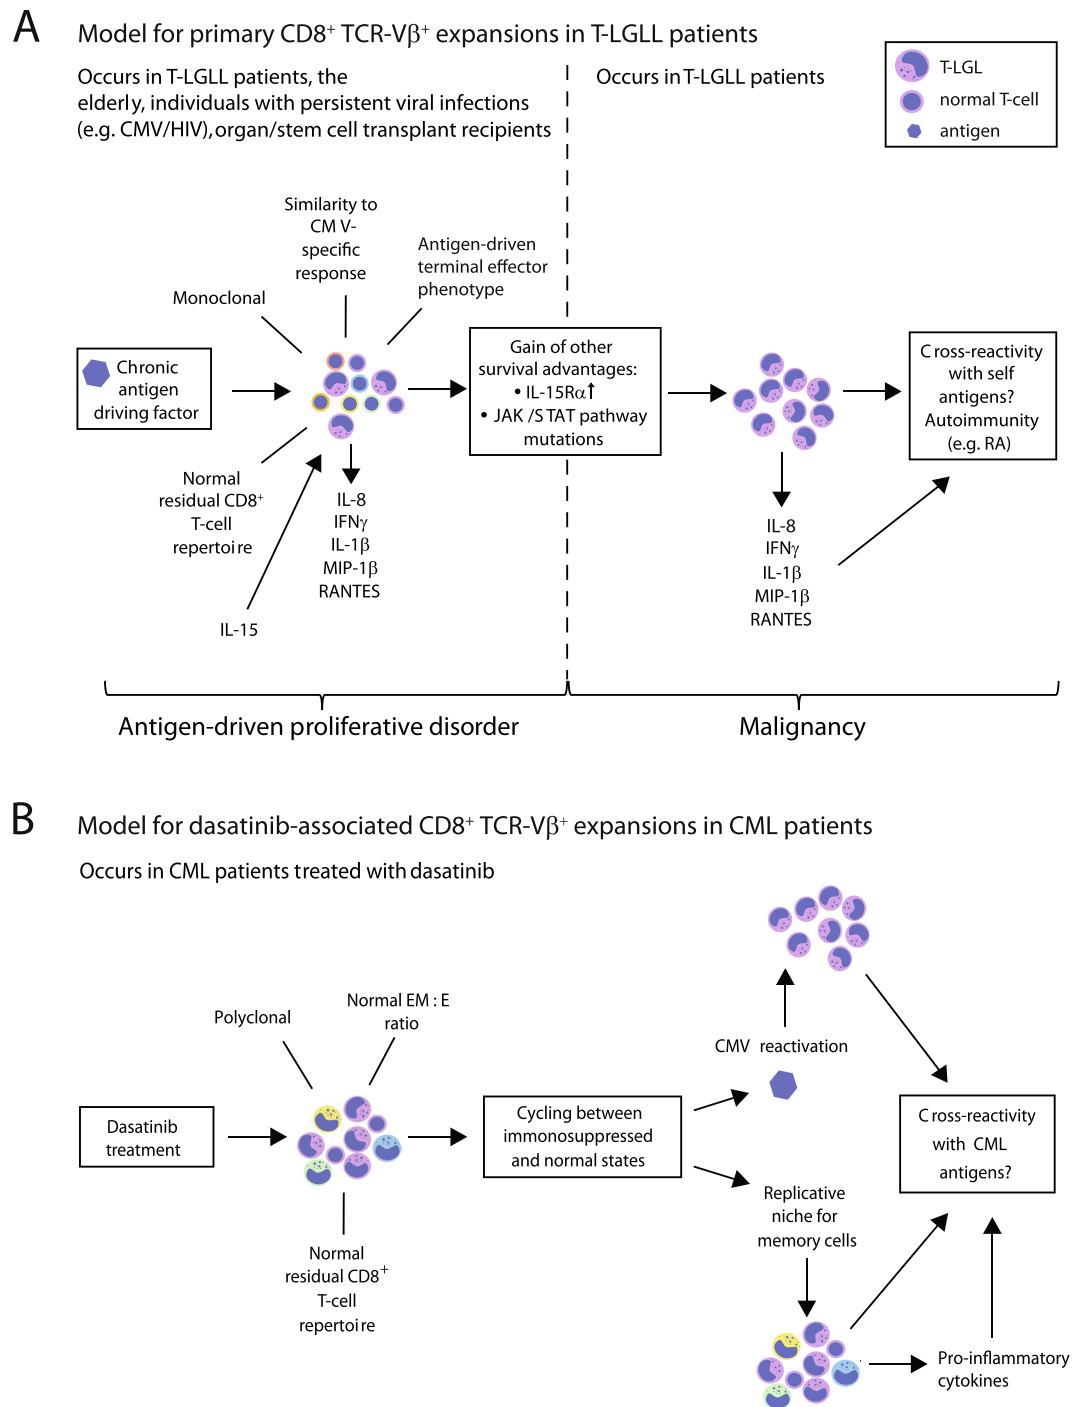 A
Model for primary CD8+ TCR-Vβ+ expansions in T-LGLL patients
Occurs in T-LGLL patients, the
elderly, individuals with persistent viral infections
(e.g. CMV/HIV), organ/stem cell transplant recipients
Occurs in T-LGLL patients
T-LGL
normal T-cell
antigen
Similarity to
CM V-
specific
response
Antigen-driven
terminal effector
phenotype
Monoclonal
Chronic
antigen
driving factor
Gain of other
survival advantages:
• IL-15Rα↑
• JAK /S TAT pathway
mutations
Cross-reactivity
with self
antigens?
Autoimmunity
(e.g. RA)
Normal
residual CD8+
T-cell
repertoire
IL-8
IFNγ
IL-1β
MIP-1β
RANTES
IL-15
IL-8
IFNγ
IL-1β
MIP-1β
RANTES
Antigen-driven proliferative disorder
Malignancy
B
Model for dasatinib-associated CD8+ TCR-Vβ+ expansions in CML patients
Occurs in CML patients treated with dasatinib
Polyclonal
Normal EM : E
ratio
Dasatinib
treatment
Normal
residual CD8+
T-cell
repertoire
Cycling between
immonosuppressed
and normal states
CMV reactivation
Replicative
niche for
memory cells
Cross-reactivity
with CML
antigens?
Pro-inflammatory
cytokines